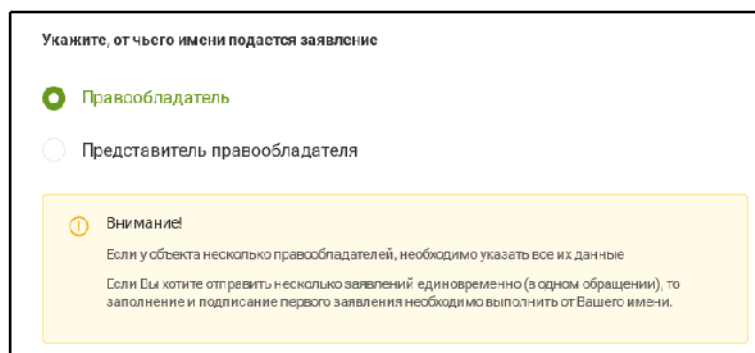 Укажите, от чьего имени подается заявление
Правообладатель
Представитель правообладателя
Внимание!
Если у объекта несколько правообладателей, необходимо указать все их данные
Если Вы хотите отправить несколько заявлений единовременно (в одном обращении), то
заполнение и подписание первого заявления необходимо выполнить от Вашего имени.